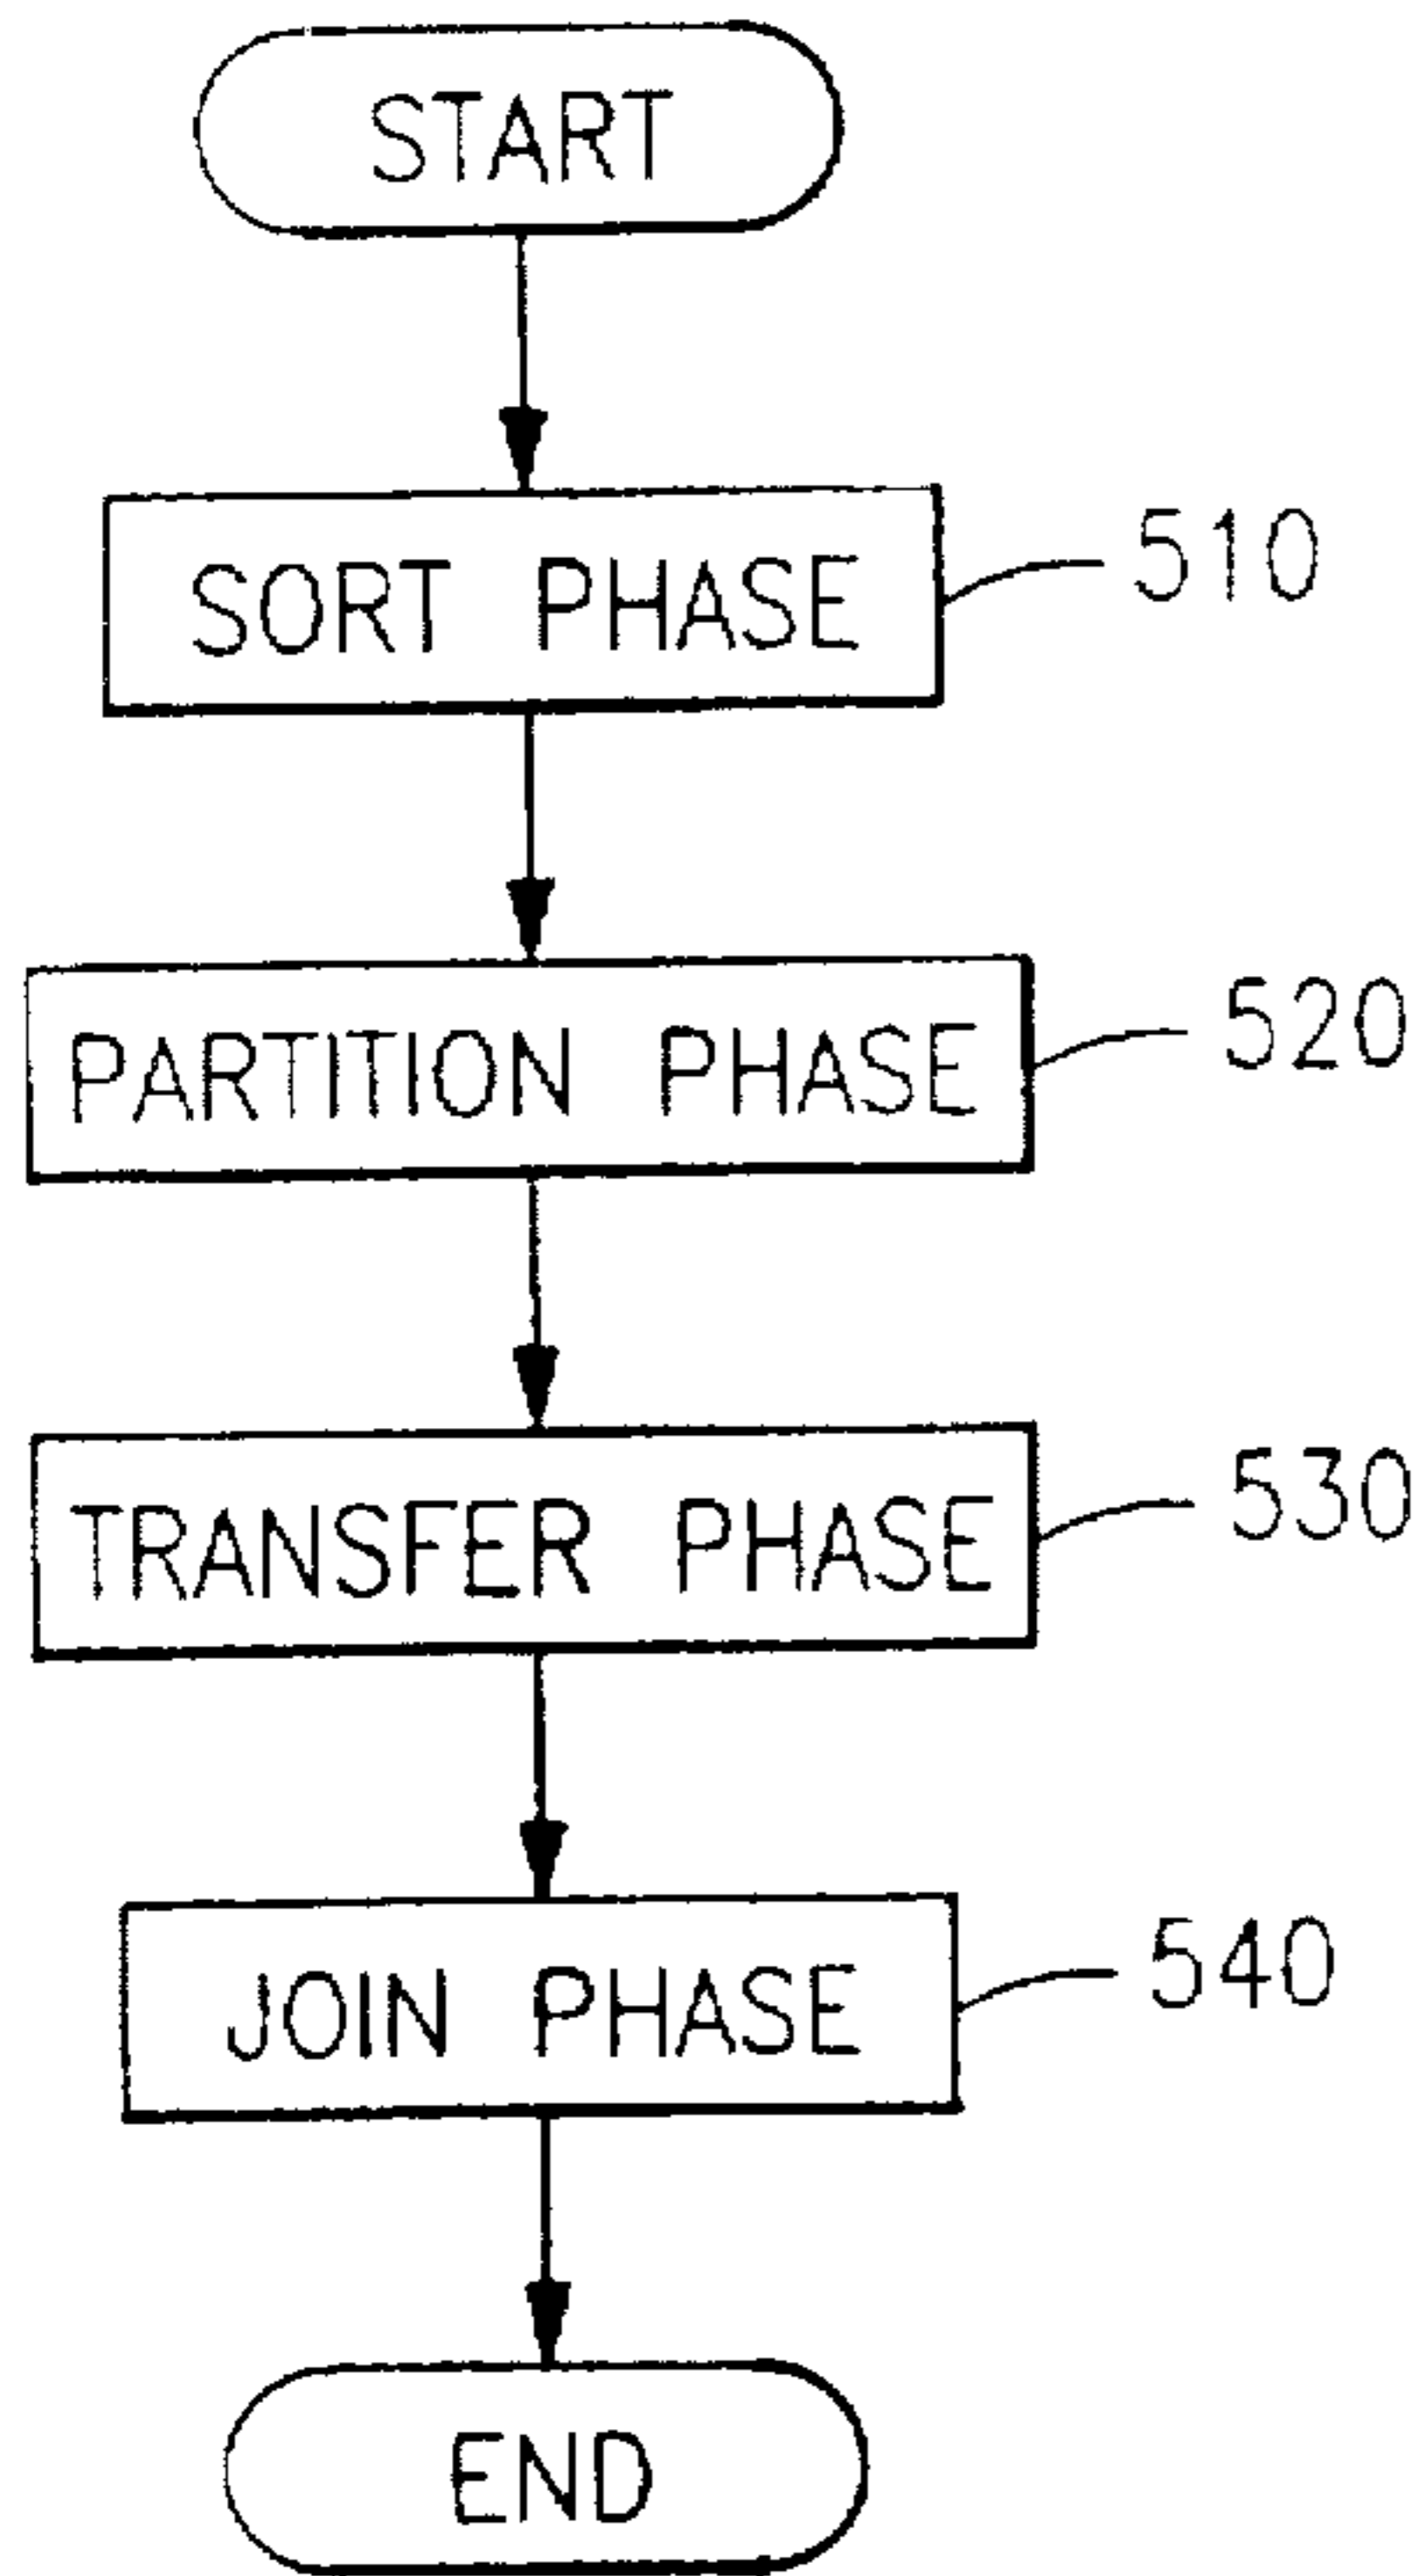 START
SORT PHASE
510
PARTITION PHASE
520
TRANSFER PHASE
530
JOIN PHASE
540
END